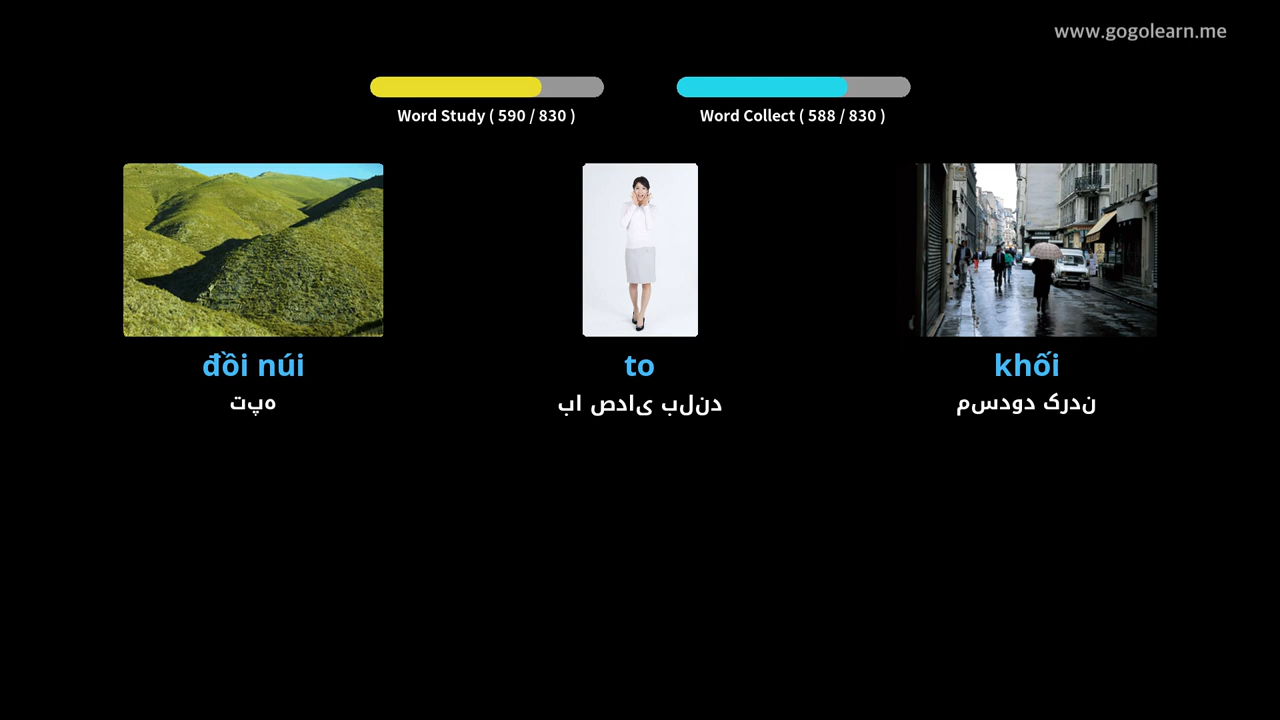 www.gogolearn.me
Word Study ( 590 / 830 )
Word Collect ( 588 / 830 )
đồi núi
تپه
to
با صدای بلند
khối
مسدود کردن